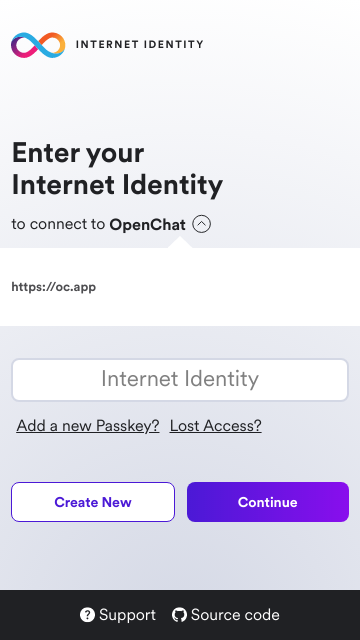 INTERNET IDENTITY
Enter your
Internet Identity
to connect to OpenChat
https://oc.app
Internet Identity
Add a new Passkey? Lost Access?
Create New Continue
Support Source code